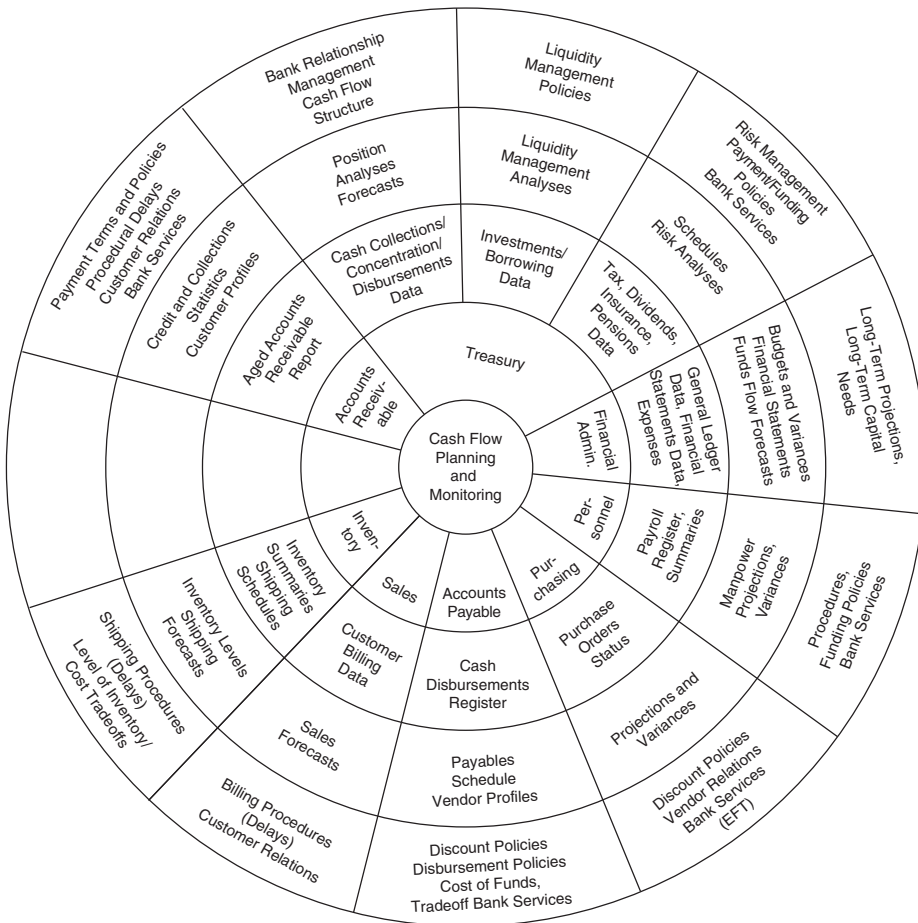 Bank Relationship
Management
Cash Flow
Structure
Liquidity
Management
Policies
Risk Management
Payment/Funding
Policies
Bank Services
Long-Term Projections,
Long-Term Capital
Needs
Procedures,
Funding Policies
Bank Services
Discount Policies
Vendor Relations
Bank Services
(EFT)
Discount Policies
Disbursement Policies
Cost of Funds,
Tradeoff Bank Services
Billing Procedures
(Delays)
Customer Relations
Shipping Procedures
(Delays)
Level of Inventory/
Cost Tradeoffs
Payment Terms and Policies
Procedural Delays
Customer Relations
Bank Services
Position
Analyses
Forecasts
Liquidity
Management
Analyses
Schedules
Risk Analyses
Budgets and Variances
Financial Statements
Funds Flow Forecasts
Manpower
Projections,
Variances
Projections and
Variances
Payables
Schedule
Vendor Profiles
Sales
Forecasts
Inventory Levels
Shipping
Forecasts
Credit and Collections
Statistics
Customer Profiles
Cash Collections/
Concentration/
Disbursements
Data
Investments/
Borrowing
Data
Tax, Dividends,
Insurance,
Pensions
Data
General Ledger
Data, Financial
Statements Data,
Expenses
Payroll
Register,
Summaries
Purchase
Orders
Status
Cash
Disbursements
Register
Customer
Billing
Data
Inventory
Summaries
Shipping
Schedules
Aged Accounts
Receivable
Report
Treasury
Financial
Admin.
Per-
sonnel
Pur-
chasing
Accounts
Payable
Sales
Inven-
tory
Accounts
Receiv-
able
Cash Flow
Planning
and
Monitoring